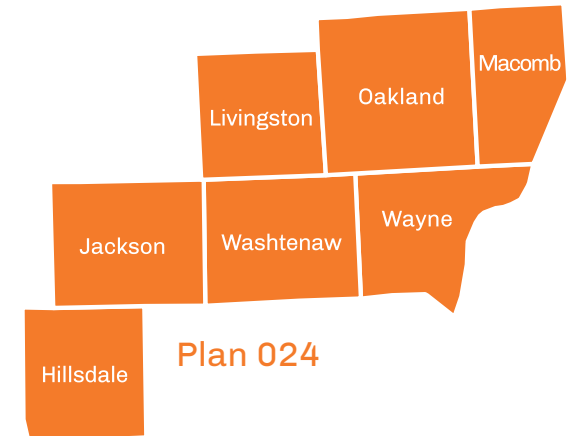 Macomb
Oakland
Livingston
Wayne
Washtenaw
Jackson
Plan 024
Hillsdale